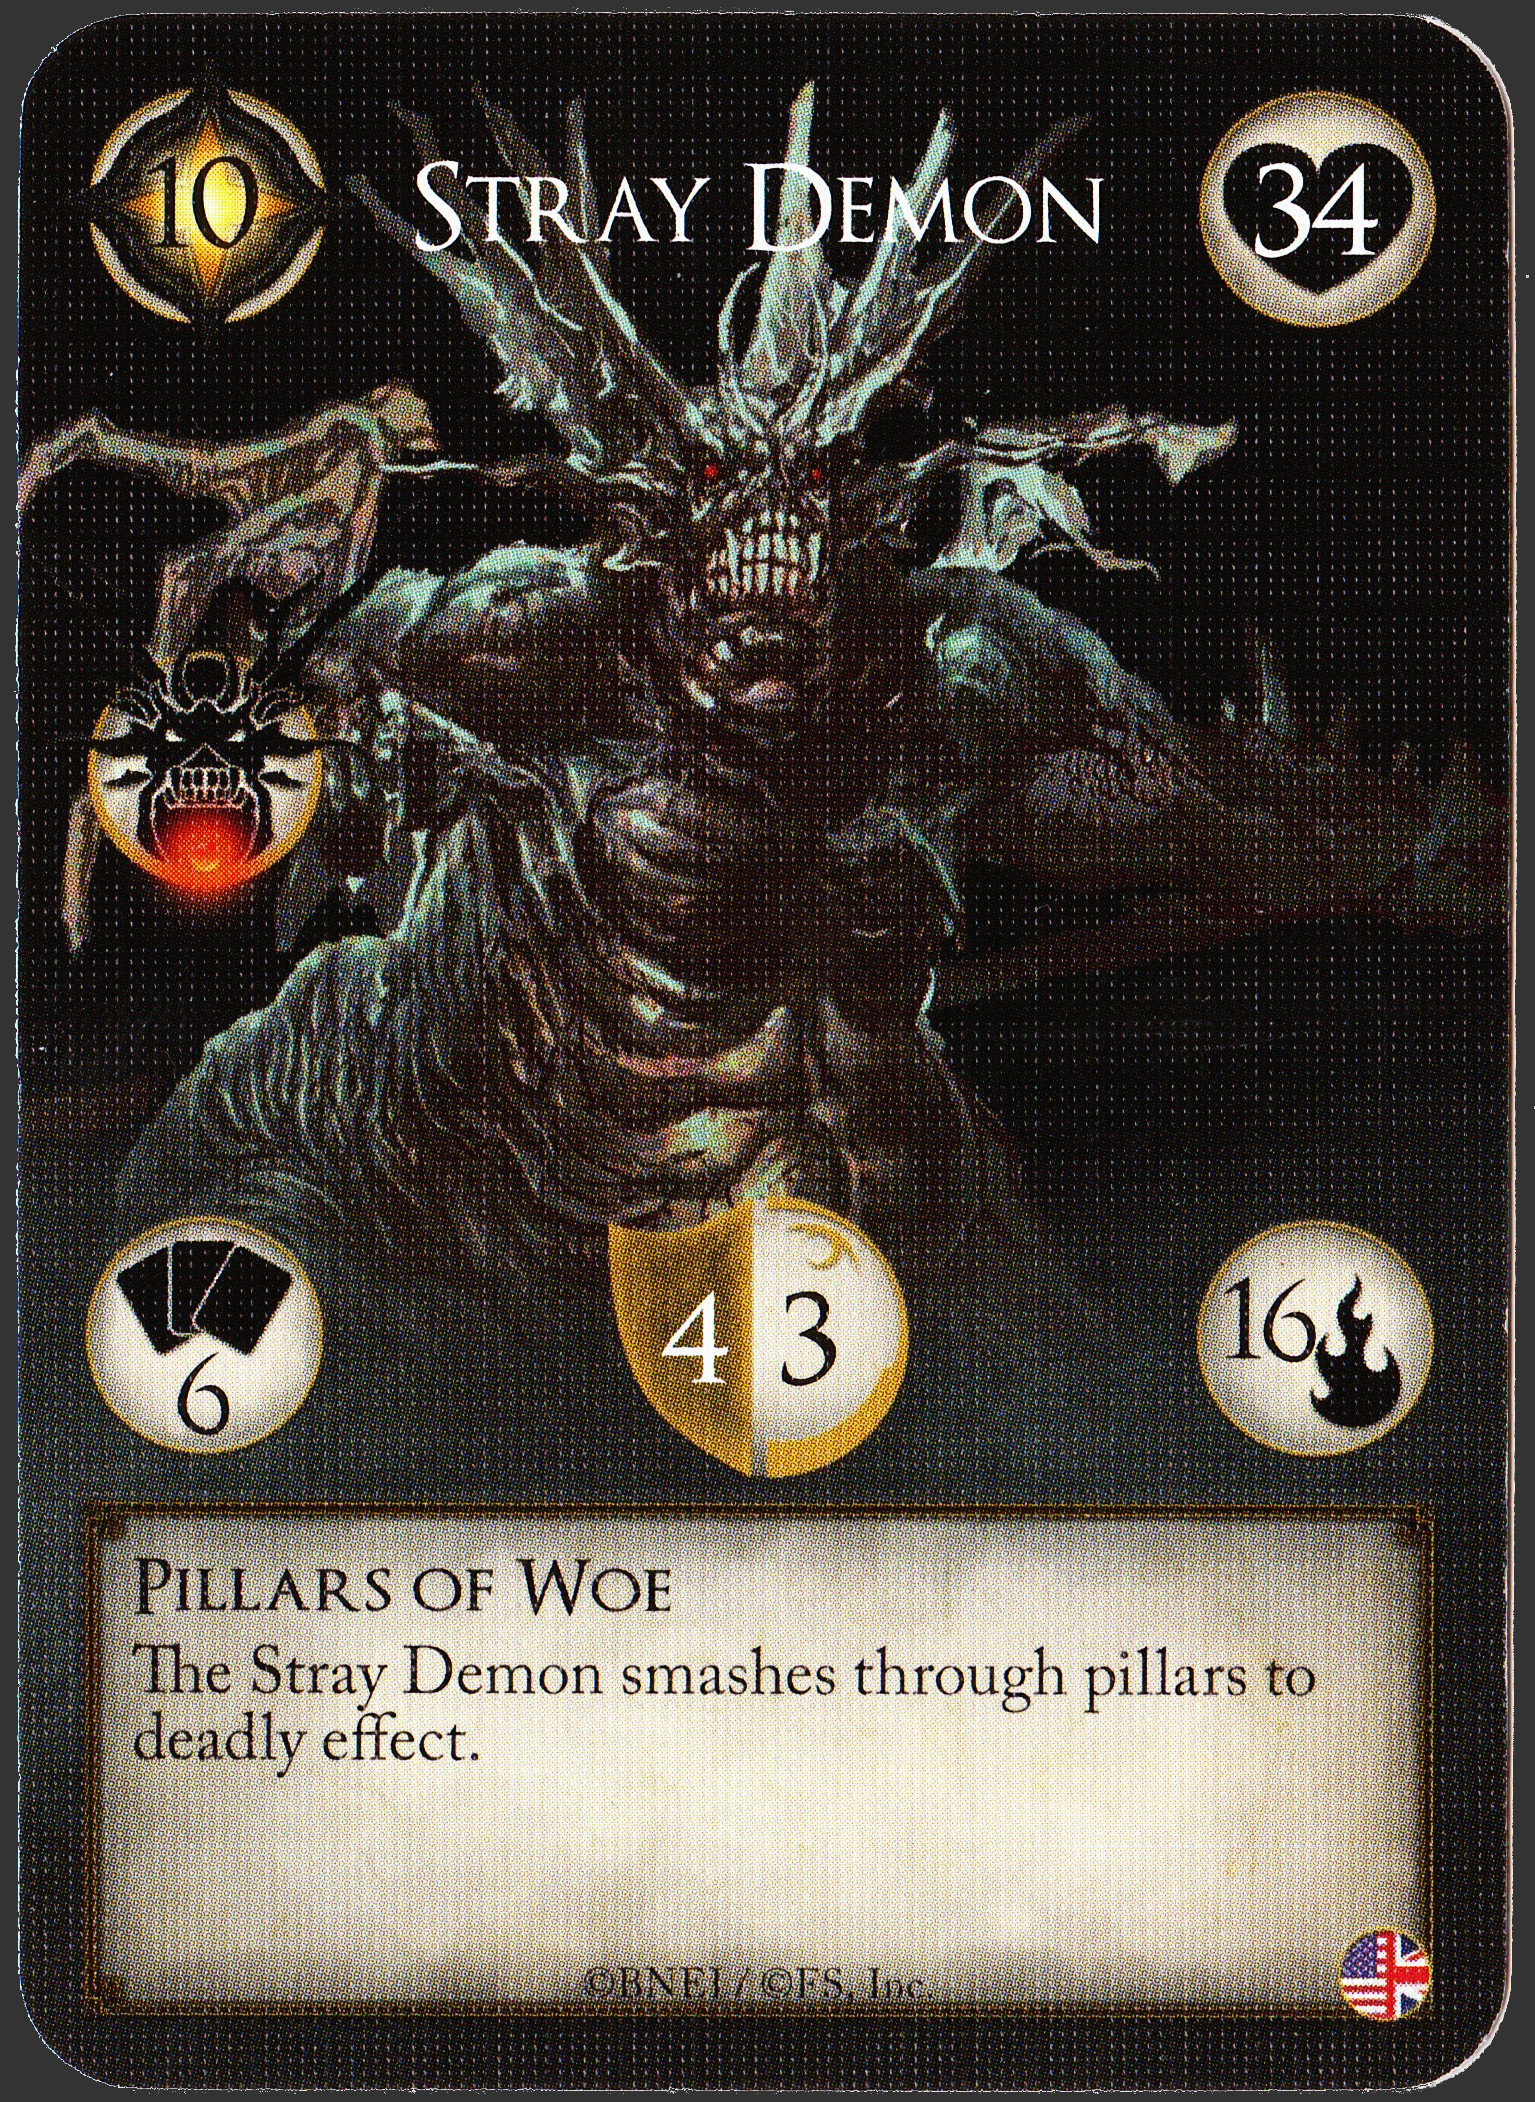 10
STRAY DEMON
34
6
4
3
16
PILLARS OF WOE
The Stray Demon smashes through pillars to
deadly effect.
©BNEI / ©FS, Inc.